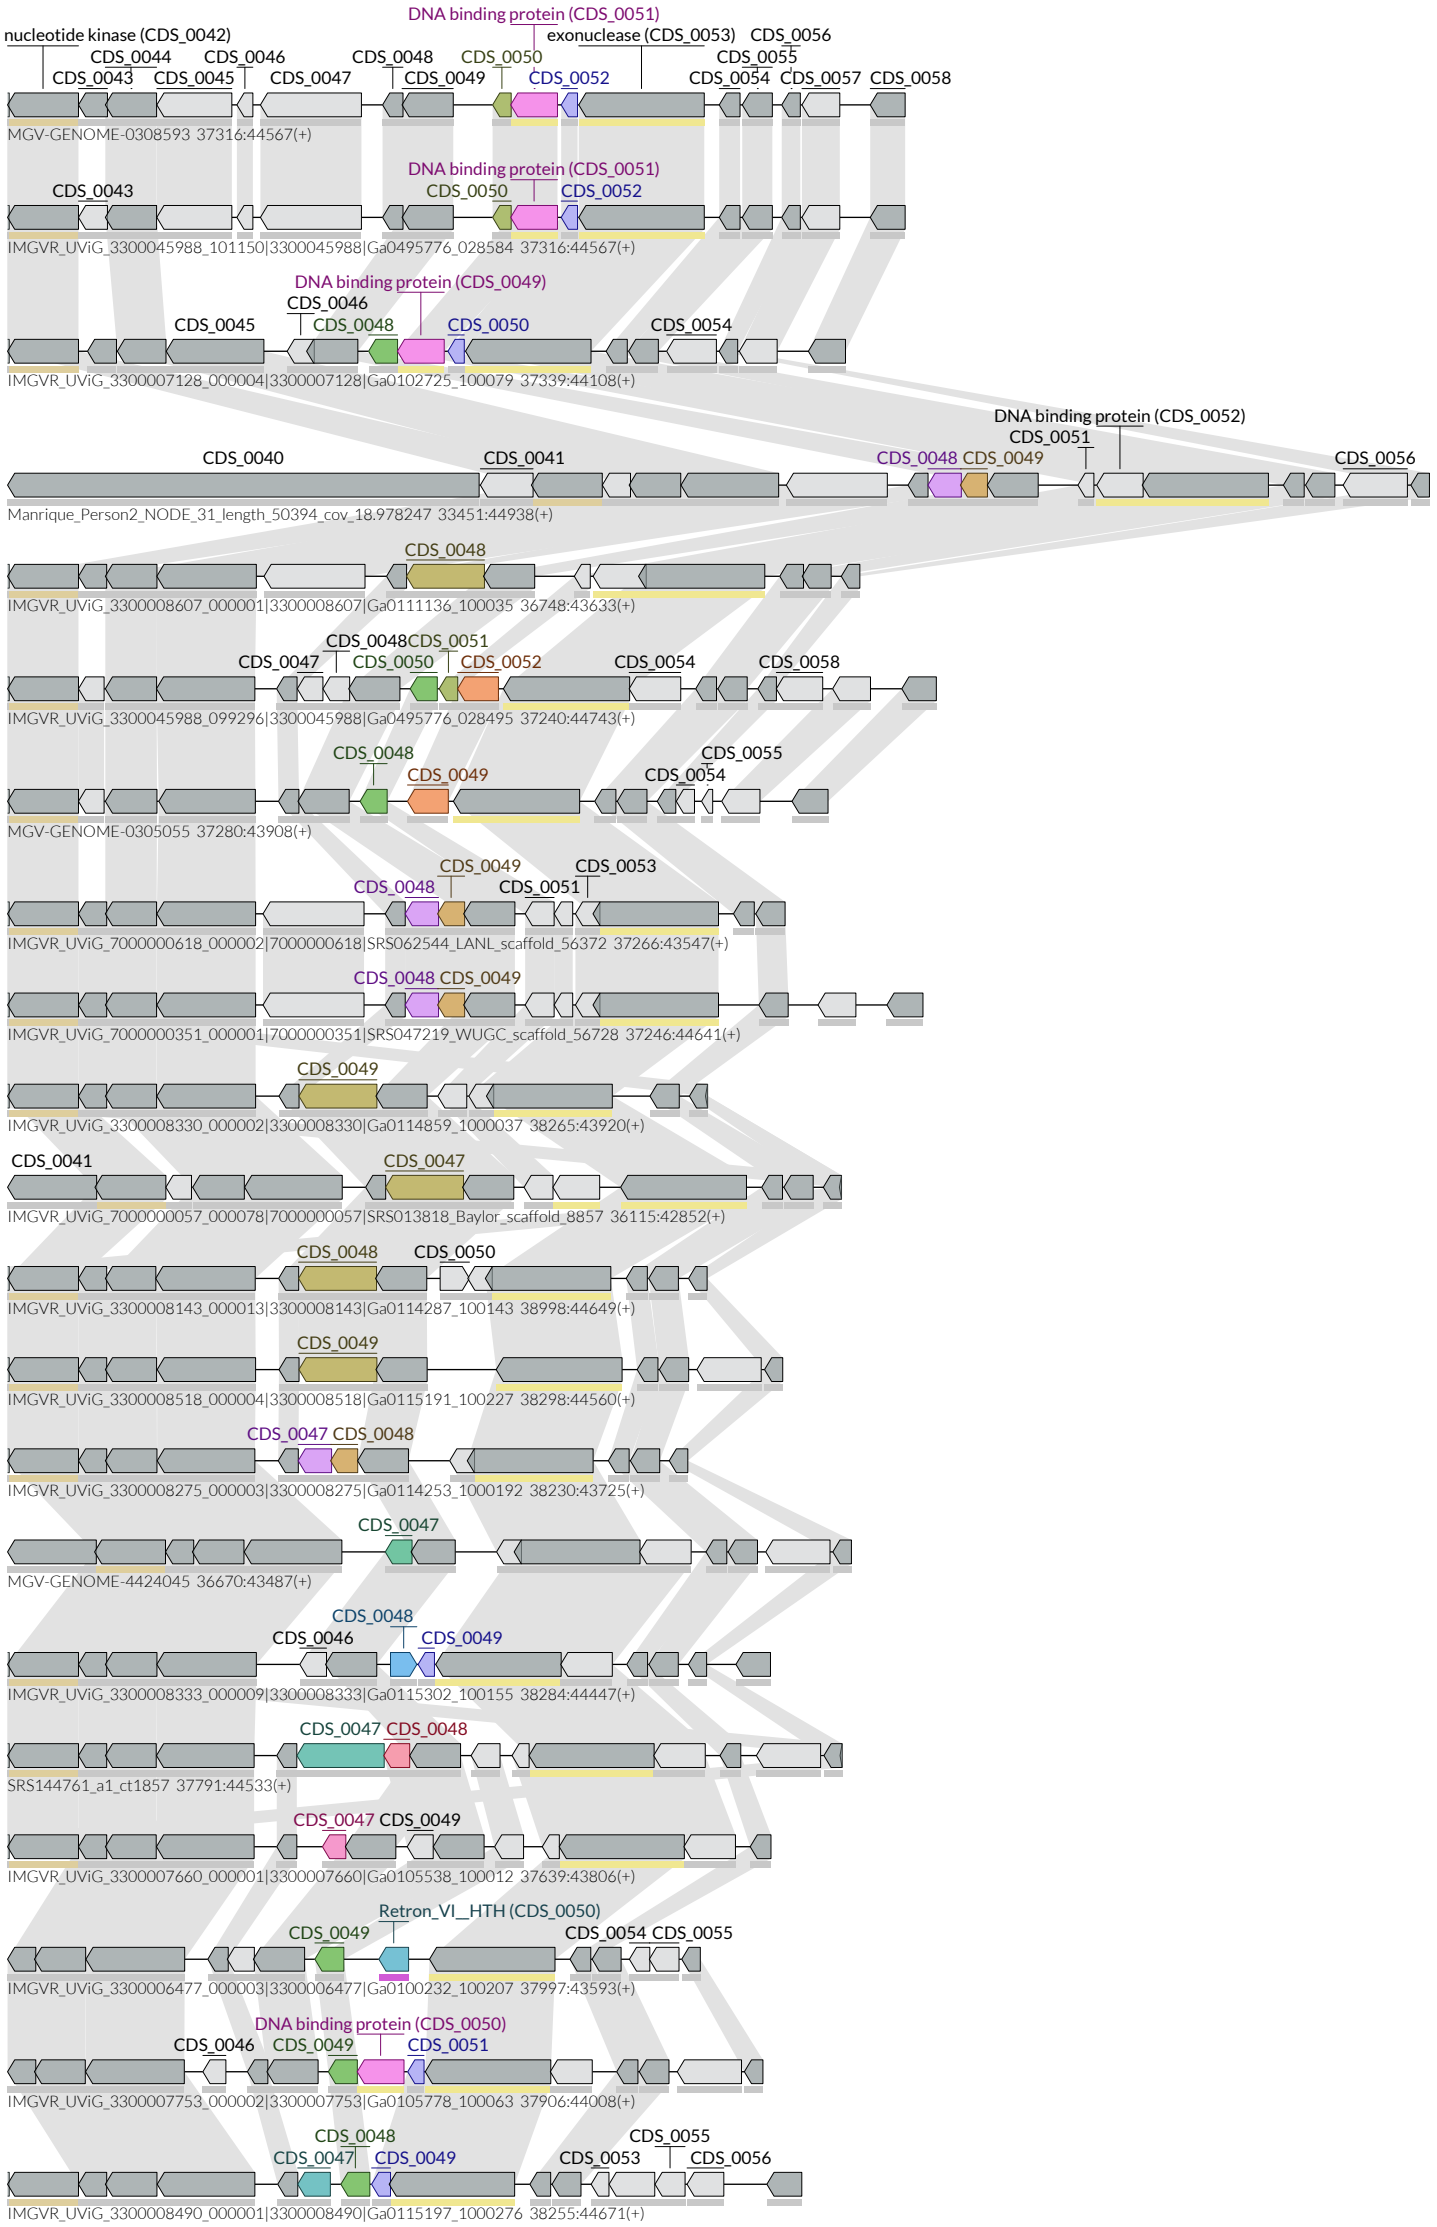 DNA binding protein (CDS_0051)
nucleotide kinase (CDS_0042) exonuclease (CDS_0053) CDS_0056
CDS_0044 CDS_0046 CDS_0048 CDS_0050 CDS_0055
CDS_0043 CDS_0045 CDS_0047 CDS_0049 CDS_0052 CDS_0054 CDS_0057 CDS_0058
MGV-GENOME-0308593 37316:44567(+)
DNA binding protein (CDS_0051)
CDS_0043 CDS_0050 CDS_0052
IMGVR_UViG_3300045988_101150|3300045988|Ga0495776_028584 37316:44567(+)
DNA binding protein (CDS_0049)
CDS_0046
CDS_0045 CDS_0048 CDS_0050 CDS_0054
IMGVR_UViG_3300007128_000004|3300007128|Ga0102725_100079 37339:44108(+)
DNA binding protein (CDS_0052)
CDS_0051
CDS_0040 CDS_0041 CDS_0048 CDS_0049 CDS_0056
Manrique_Person2_NODE_31_length_50394_cov_18.978247 33451:44938(+)
CDS_0048
IMGVR_UViG_3300008607_000001|3300008607|Ga0111136_100035 36748:43633(+)
CDS_0048 CDS_0051
CDS_0047 CDS_0050 CDS_0052 CDS_0054 CDS_0058
IMGVR_UViG_3300045988_099296|3300045988|Ga0495776_028495 37240:44743(+)
CDS_0048 CDS_0055
CDS_0049 CDS_0054
MGV-GENOME-0305055 37280:43908(+)
CDS_0049 CDS_0053
CDS_0048 CDS_0051
IMGVR_UViG_7000000618_000002|7000000618|SRS062544_LANL_scaffold_56372 37266:43547(+)
CDS_0048 CDS_0049
IMGVR_UViG_7000000351_000001|7000000351|SRS047219_WUGC_scaffold_56728 37246:44641(+)
CDS_0049
IMGVR_UViG_3300008330_000002|3300008330|Ga0114859_1000037 38265:43920(+)
CDS_0041 CDS_0047
IMGVR_UViG_7000000057_000078|7000000057|SRS013818_Baylor_scaffold_8857 36115:42852(+)
CDS_0048 CDS_0050
IMGVR_UViG_3300008143_000013|3300008143|Ga0114287_100143 38998:44649(+)
CDS_0049
IMGVR_UViG_3300008518_000004|3300008518|Ga0115191_100227 38298:44560(+)
CDS_0047 CDS_0048
IMGVR_UViG_3300008275_000003|3300008275|Ga0114253_1000192 38230:43725(+)
CDS_0047
MGV-GENOME-4424045 36670:43487(+)
CDS_0048
CDS_0046 CDS_0049
IMGVR_UViG_3300008333_000009|3300008333|Ga0115302_100155 38284:44447(+)
CDS_0047 CDS_0048
SRS144761_a1_ct1857 37791:44533(+)
CDS_0047 CDS_0049
IMGVR_UViG_3300007660_000001|3300007660|Ga0105538_100012 37639:43806(+)
Retron_VI__HTH (CDS_0050)
CDS_0049 CDS_0054 CDS_0055
IMGVR_UViG_3300006477_000003|3300006477|Ga0100232_100207 37997:43593(+)
DNA binding protein (CDS_0050)
CDS_0046 CDS_0049 CDS_0051
IMGVR_UViG_3300007753_000002|3300007753|Ga0105778_100063 37906:44008(+)
CDS_0048 CDS_0055
CDS_0047 CDS_0049 CDS_0053 CDS_0056
IMGVR_UViG_3300008490_000001|3300008490|Ga0115197_1000276 38255:44671(+)